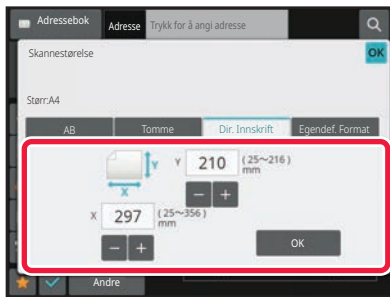 Adressebok Adresse Trykk for å angi adresse
Skannestørelse OK
Størr:A4
AB Tomme Dir. Innskrift Egendef. Format
Y Y 210 (25~216) mm
X
X 297 (25~356) mm
− + 
− + OK
Andre